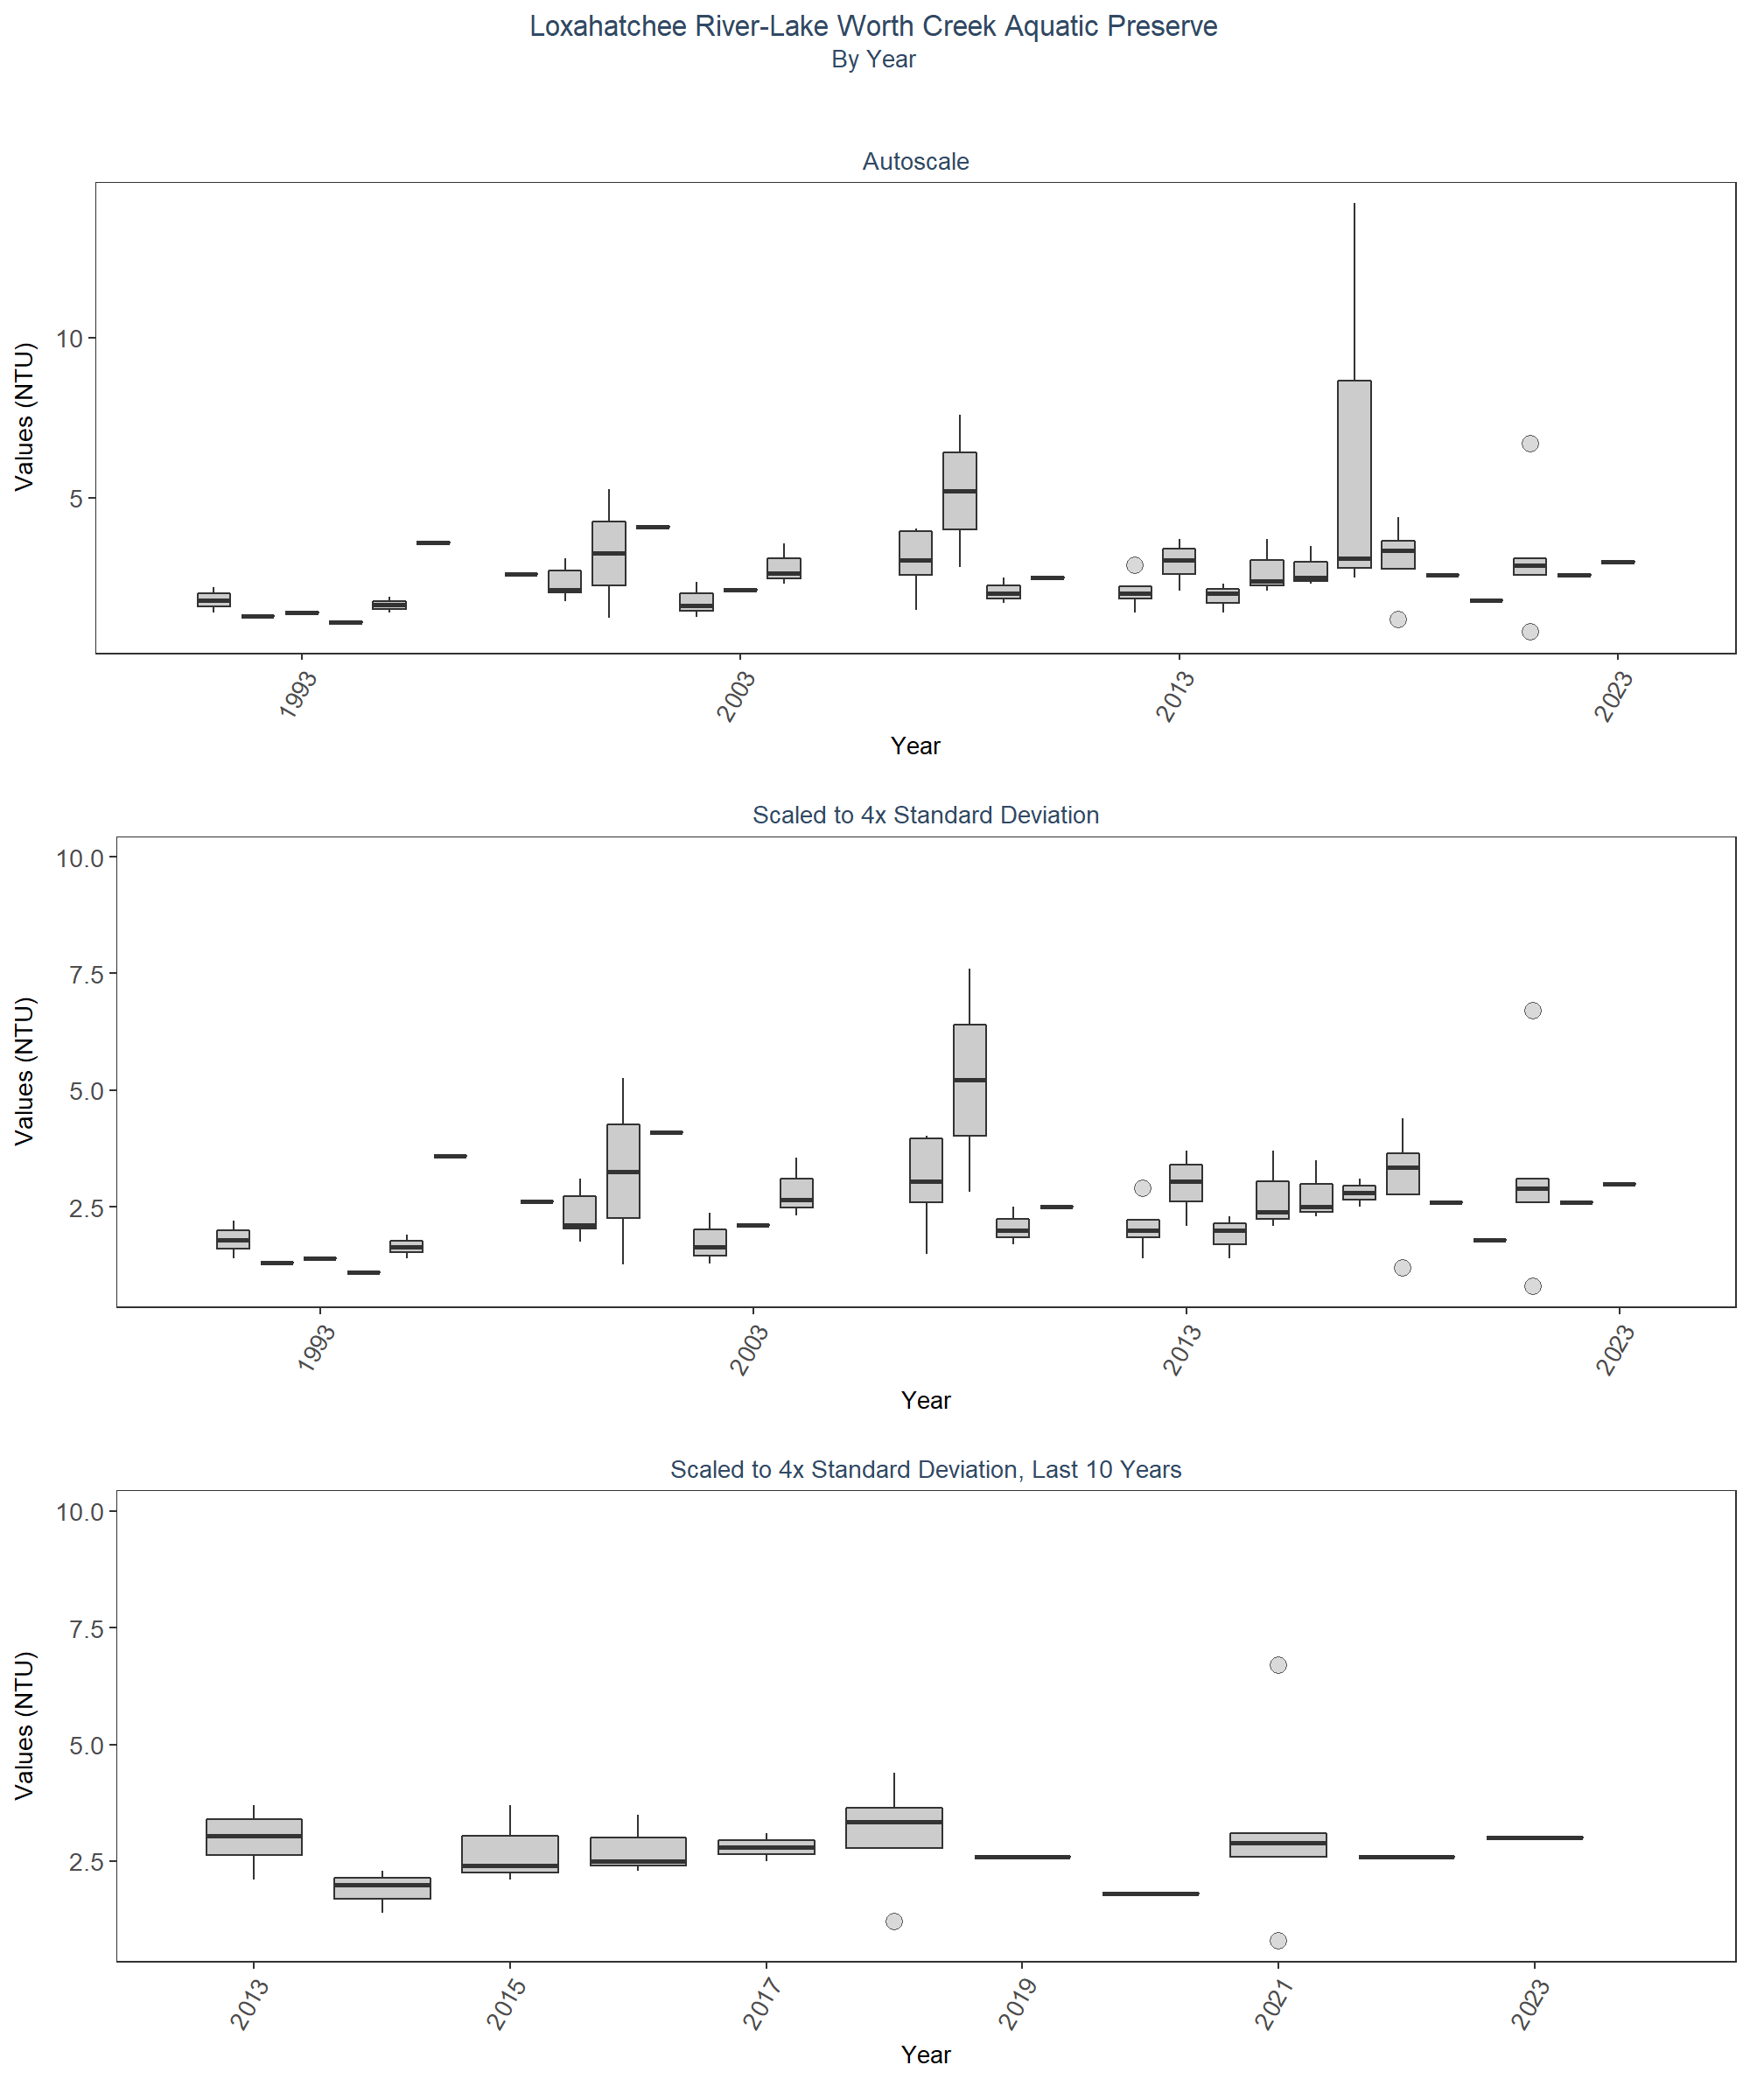 Loxahatchee River-Lake Worth Creek Aquatic Preserve
By Year
Autoscale
Values (NTU)
10
5
1993
2003
2013
2023
Year
Scaled to 4x Standard Deviation
Values (NTU)
10.0
7.5
5.0
2.5
1993
2003
2013
2023
Year
Scaled to 4x Standard Deviation, Last 10 Years
Values (NTU)
10.0
7.5
5.0
2.5
2013
2015
2017
2019
2021
2023
Year